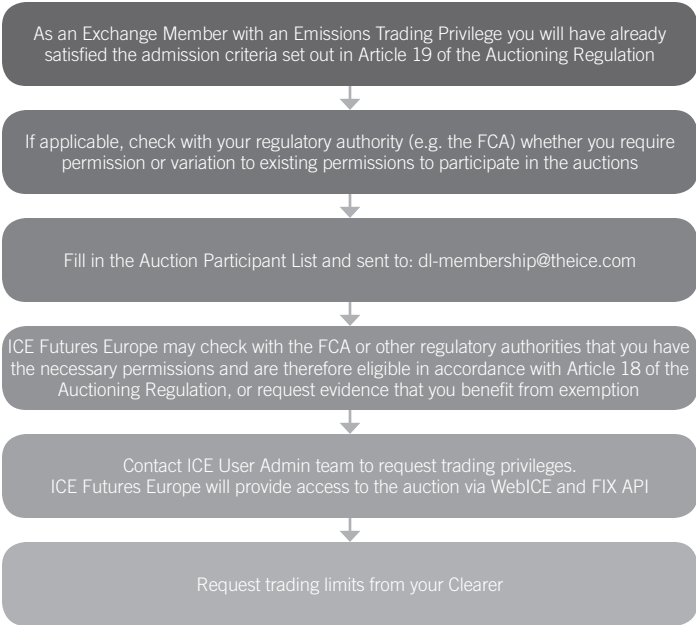 As an Exchange Member with an Emissions Trading Privilege you will have already
satisfied the admission criteria set out in Article 19 of the Auctioning Regulation
If applicable, check with your regulatory authority (e.g. the FCA) whether you require
permission or variation to existing permissions to participate in the auctions
Fill in the Auction Participant List and sent to: dl-membership@theice.com
ICE Futures Europe may check with the FCA or other regulatory authorities that you have
the necessary permissions and are therefore eligible in accordance with Article 18 of the
Auctioning Regulation, or request evidence that you benefit from exemption
Contact ICE User Admin team to request trading privileges.
ICE Futures Europe will provide access to the auction via WebICE and FIX API
Request trading limits from your Clearer